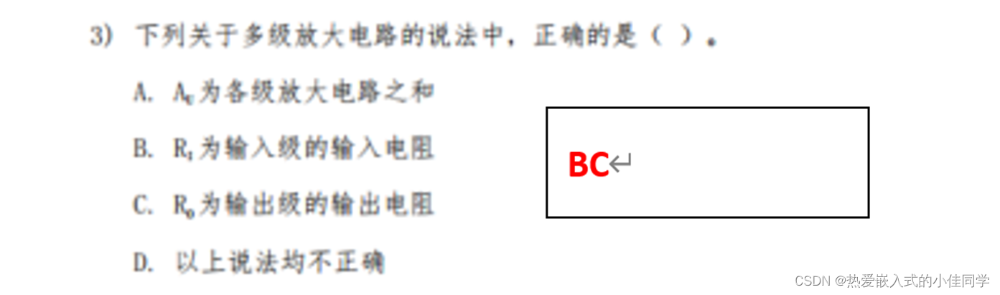 3) 下列关于多级放大电路的说法中，正确的是（ ）。
A. Au为各级放大电路之和
B. Ri为输入级的输入电阻
BC↵
C. Ro为输出级的输出电阻
D. 以上说法均不正确
CSDN @热爱嵌入式的小佳同学